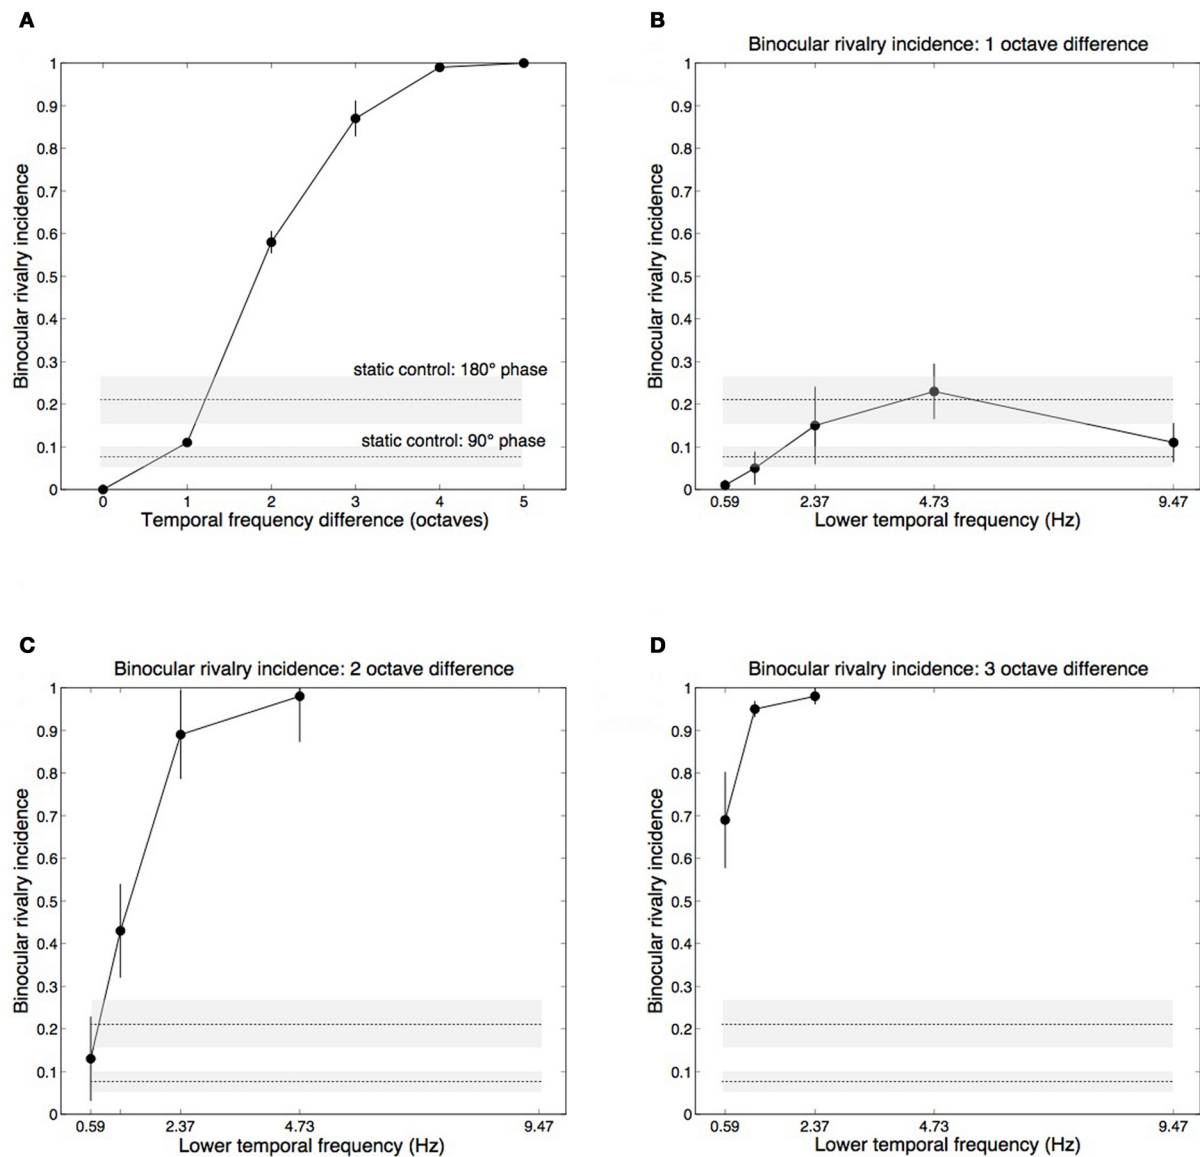 A
Binocular rivalry incidence
1
0.9
0.8
0.7
0.6
0.5
0.4
0.3
0.2
0.1
0
static control: 180° phase
static control: 90° phase
0 1 2 3 4 5
Temporal frequency difference (octaves)
B
Binocular rivalry incidence: 1 octave difference
Binocular rivalry incidence
1
0.9
0.8
0.7
0.6
0.5
0.4
0.3
0.2
0.1
0
0.59 2.37 4.73 9.47
Lower temporal frequency (Hz)
C
Binocular rivalry incidence: 2 octave difference
Binocular rivalry incidence
1
0.9
0.8
0.7
0.6
0.5
0.4
0.3
0.2
0.1
0
0.59 2.37 4.73 9.47
Lower temporal frequency (Hz)
D
Binocular rivalry incidence: 3 octave difference
Binocular rivalry incidence
1
0.9
0.8
0.7
0.6
0.5
0.4
0.3
0.2
0.1
0
0.59 2.37 4.73 9.47
Lower temporal frequency (Hz)